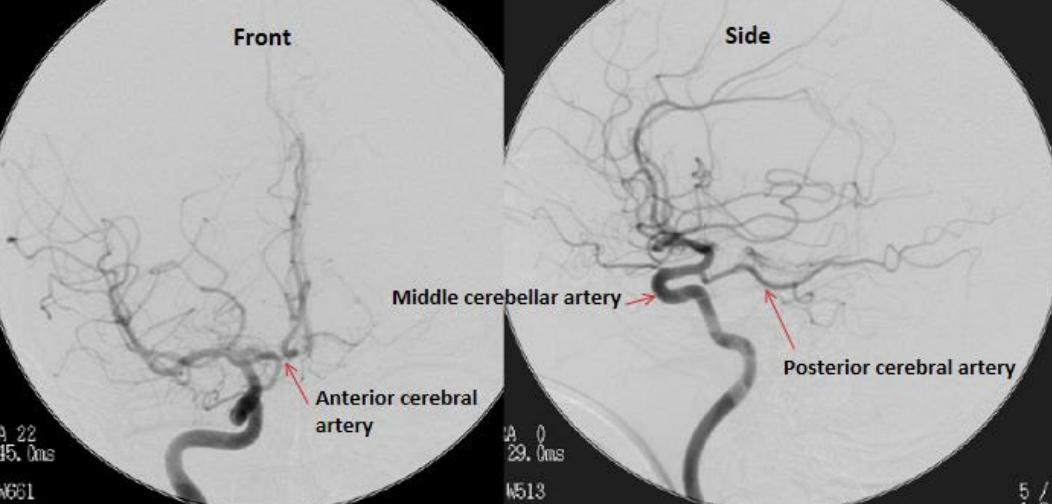 Front
Side
Middle cerebellar artery
Posterior cerebral artery
Anterior cerebral
artery
A 22
45.0ms
W661
A 0
29.0ms
W513
5 /